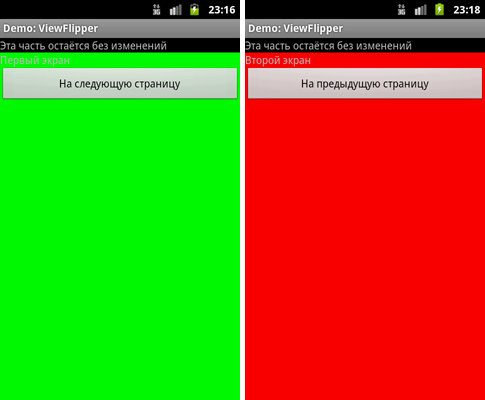 23:16
Demo: ViewFlipper
Эта часть остаётся без изменений
Первый экран
На следующую страницу
23:18
Demo: ViewFlipper
Эта часть остаётся без изменений
Второй экран
На предыдущую страницу